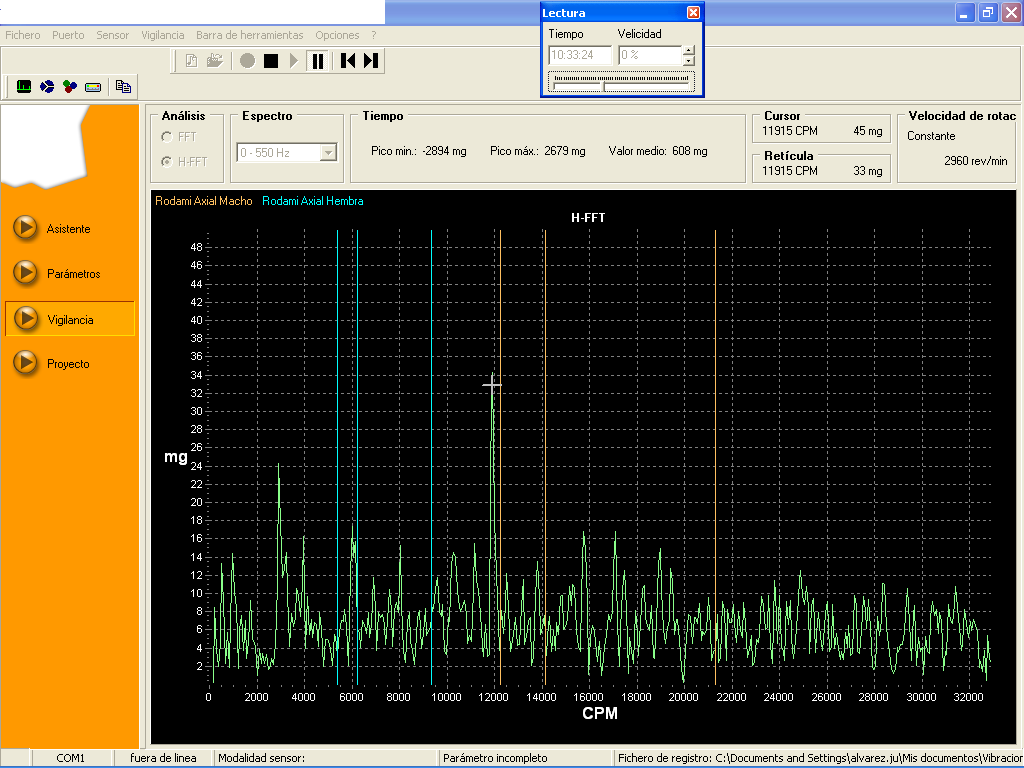 Lectura
Fichero Puerto Sensor Vigilancia Barra de herramientas Opciones ?
Tiempo Velocidad
10:33:24 0 %
Análisis
FFT
H-FFT
Espectro
0 - 550 Hz
Tiempo
Pico min.: -2894 mg Pico máx.: 2679 mg Valor medio: 608 mg
Cursor
11915 CPM 45 mg
Retícula
11915 CPM 33 mg
Velocidad de rotac
Constante
2960 rev/min
Asistente
Parámetros
Vigilancia
Proyecto
Rodami Axial Macho Rodami Axial Hembra
H-FFT
48
46
44
42
40
38
36
34
32
30
28
26
mg
24
22
20
18
16
14
12
10
8
6
4
2
0 2000 4000 6000 8000 10000 12000 14000 16000 18000 20000 22000 24000 26000 28000 30000 32000
CPM
COM1 fuera de linea Modalidad sensor: Parámetro incompleto Fichero de registro: C:\Documents and Settings\alvarez.ju\Mis documentos\Vibracion